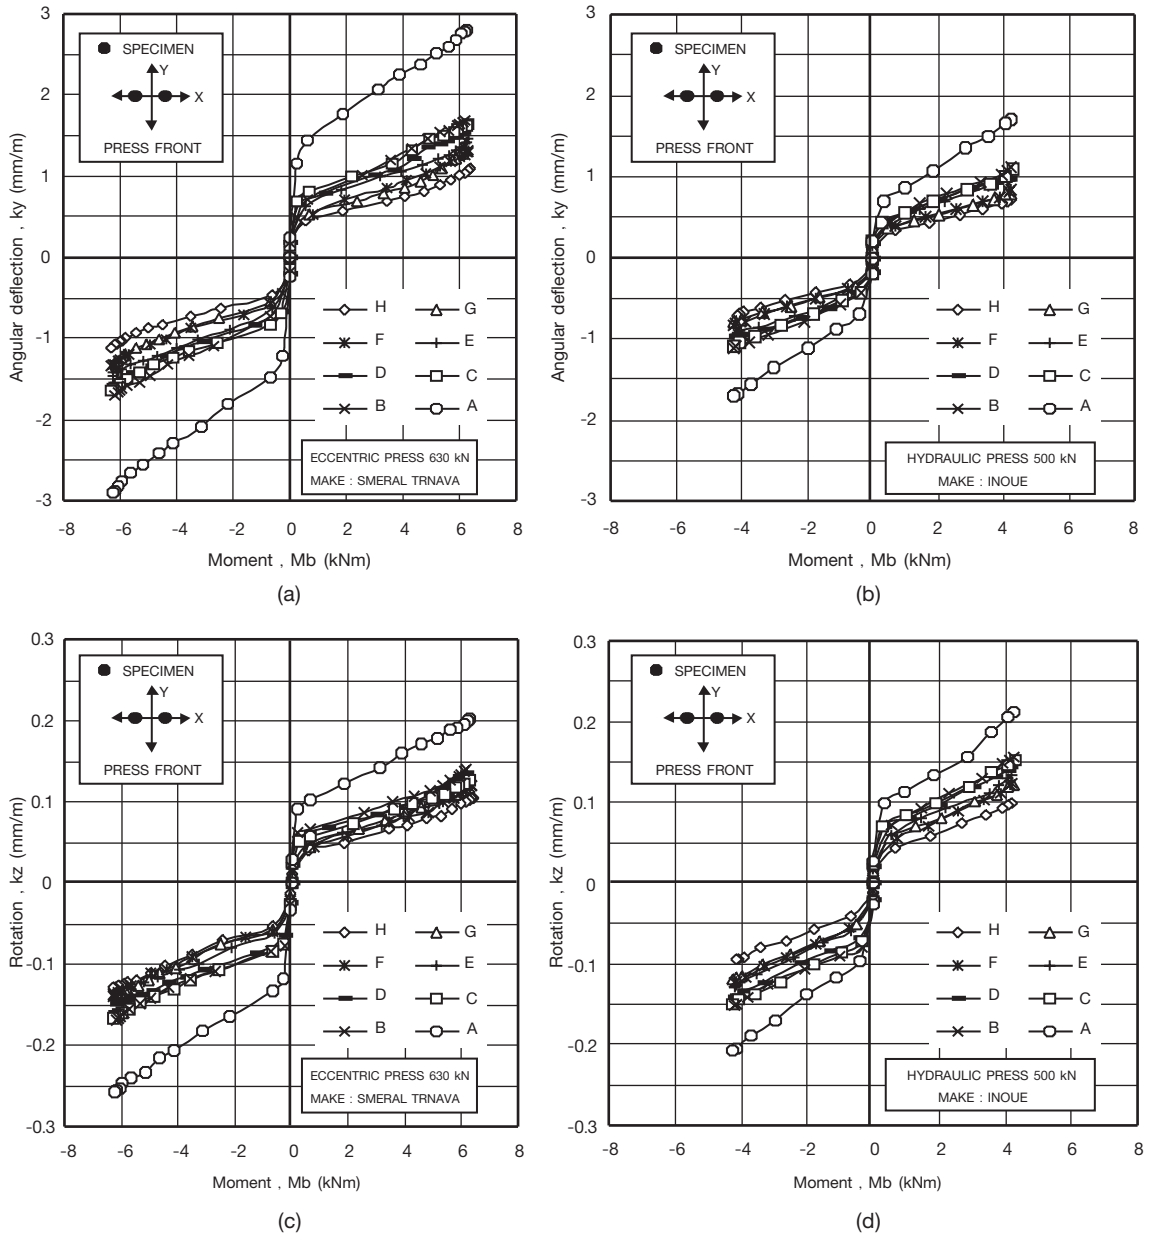 3
2
1
0
-1
-2
-3
Angular deflection , ky (mm/m)
SPECIMEN
Y
X
PRESS FRONT
H G
F E
D C
B A
ECCENTRIC PRESS 630 kN
MAKE : SMERAL TRNAVA
-8 -6 -4 -2 0 2 4 6 8
Moment , Mb (kNm)
(a)
3
2
1
0
-1
-2
-3
Angular deflection , ky (mm/m)
SPECIMEN
Y
X
PRESS FRONT
H G
F E
D C
B A
HYDRAULIC PRESS 500 kN
MAKE : INOUE
-8 -6 -4 -2 0 2 4 6 8
Moment , Mb (kNm)
(b)
0.3
0.2
0.1
0
-0.1
-0.2
-0.3
Rotation , kz (mm/m)
SPECIMEN
Y
X
PRESS FRONT
H G
F E
D C
B A
ECCENTRIC PRESS 630 kN
MAKE : SMERAL TRNAVA
-8 -6 -4 -2 0 2 4 6 8
Moment , Mb (kNm)
(c)
0.3
0.2
0.1
0
-0.1
-0.2
-0.3
Rotation , kz (mm/m)
SPECIMEN
Y
X
PRESS FRONT
H G
F E
D C
B A
HYDRAULIC PRESS 500 kN
MAKE : INOUE
-8 -6 -4 -2 0 2 4 6 8
Moment , Mb (kNm)
(d)